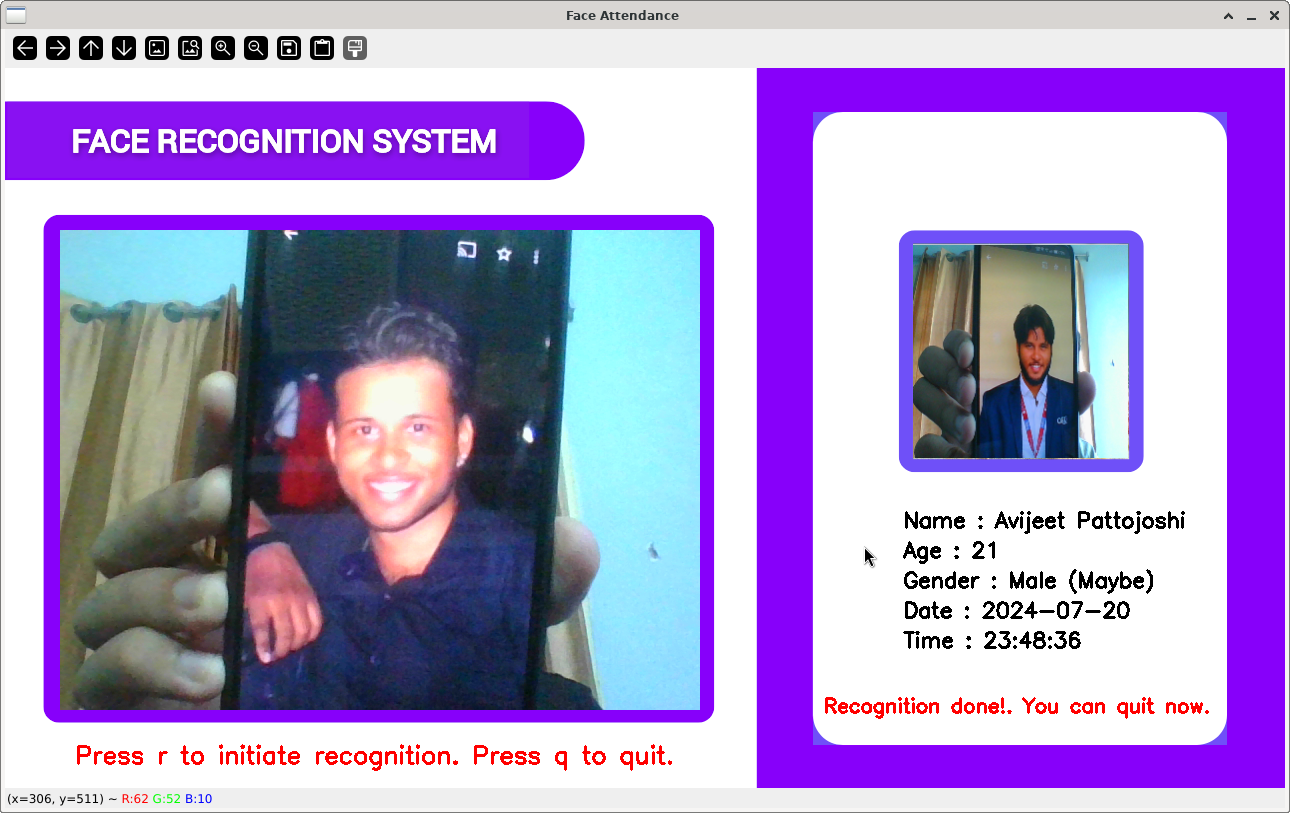 Face Attendance
FACE RECOGNITION SYSTEM
Name : Avijeet Pattojoshi
Age : 21
Gender : Male (Maybe)
Date : 2024-07-20
Time : 23:48:36
Recognition done!. You can quit now.
Press r to initiate recognition. Press q to quit.
(x=306, y=511) ~ R:62 G:52 B:10